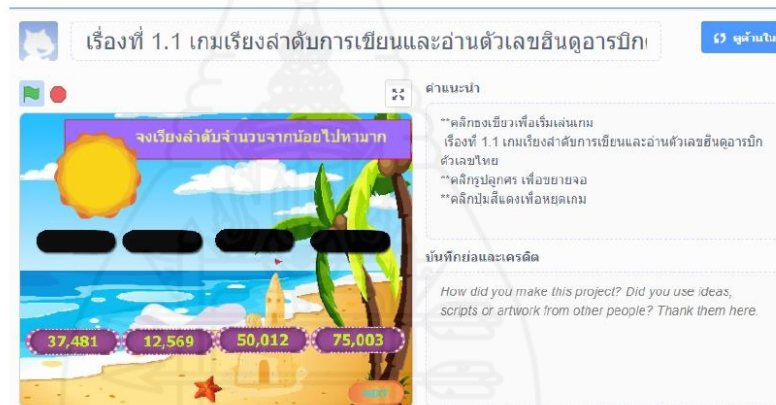 เรื่องที่ 1.1 เกมเรียงลำดับการเขียนและอ่านตัวเลขฮินดูอารบิก
ดูด้านใน
คำแนะนำ
จงเรียงลำดับจำนวนจากน้อยไปหามาก
**คลิกธงเขียวเพื่อเริ่มเล่นเกม
เรื่องที่ 1.1 เกมเรียงลำดับการเขียนและอ่านตัวเลขฮินดูอารบิก
ตัวเลขไทย
**คลิกรูปลูกศร เพื่อขยายจอ
**คลิกปุ่มสีแดงเพื่อหยุดเกม
บันทึกย่อและเครดิต
How did you make this project? Did you use ideas,
scripts or artwork from other people? Thank them here.
37,481 12,569 50,012 75,003
NEXT